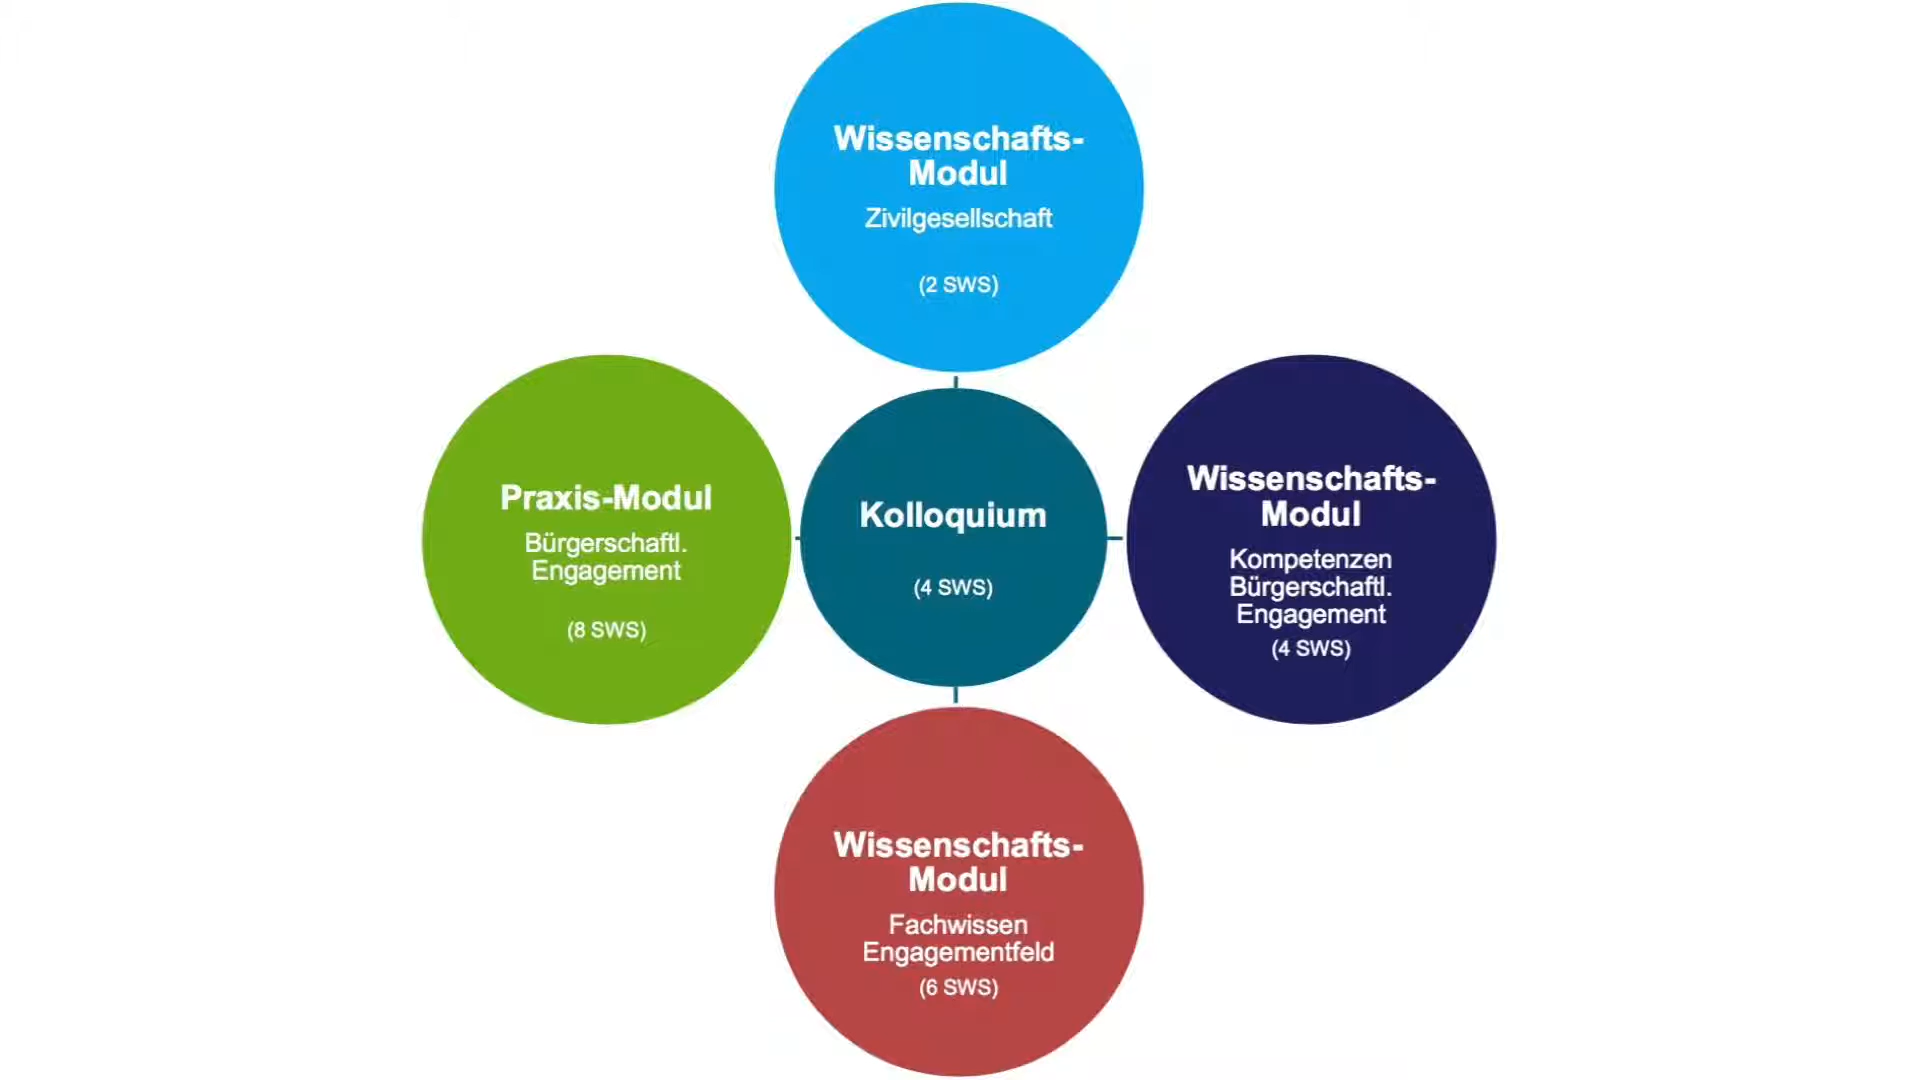 Wissenschafts-
Modul
Zivilgesellschaft
(2 SWS)
Praxis-Modul
Bürgerschaftl.
Engagement
(8 SWS)
Kolloquium
(4 SWS)
Wissenschafts-
Modul
Kompetenzen
Bürgerschaftl.
Engagement
(4 SWS)
Wissenschafts-
Modul
Fachwissen
Engagementfeld
(6 SWS)